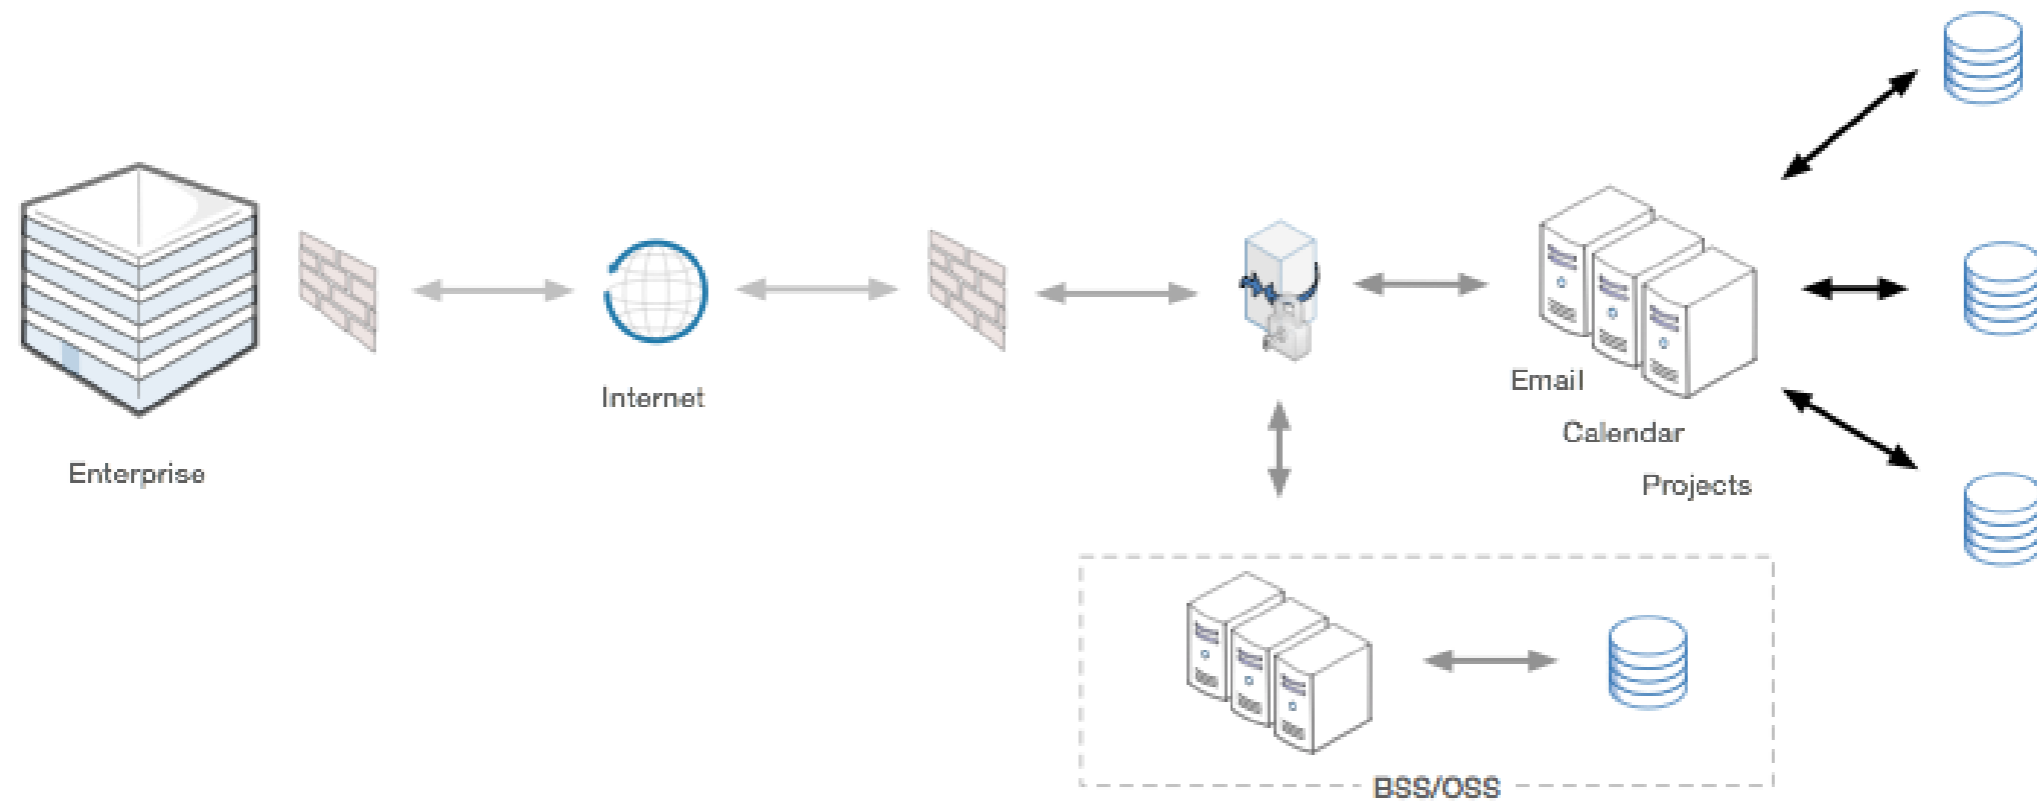 Enterprise
Internet
Email
Calendar
Projects
BSS/OSS